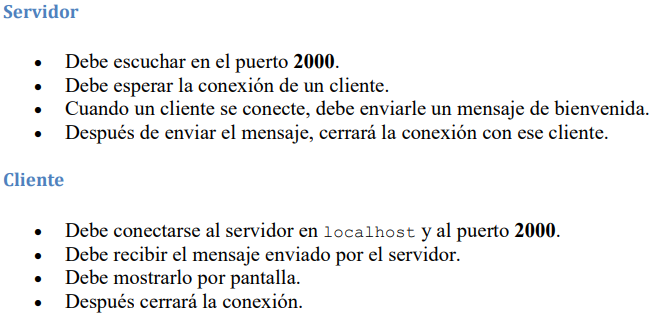 Servidor
• Debe escuchar en el puerto 2000.
• Debe esperar la conexión de un cliente.
• Cuando un cliente se conecte, debe enviarle un mensaje de bienvenida.
• Después de enviar el mensaje, cerrará la conexión con ese cliente.
Cliente
• Debe conectarse al servidor en localhost y al puerto 2000.
• Debe recibir el mensaje enviado por el servidor.
• Debe mostrarlo por pantalla.
• Después cerrará la conexión.